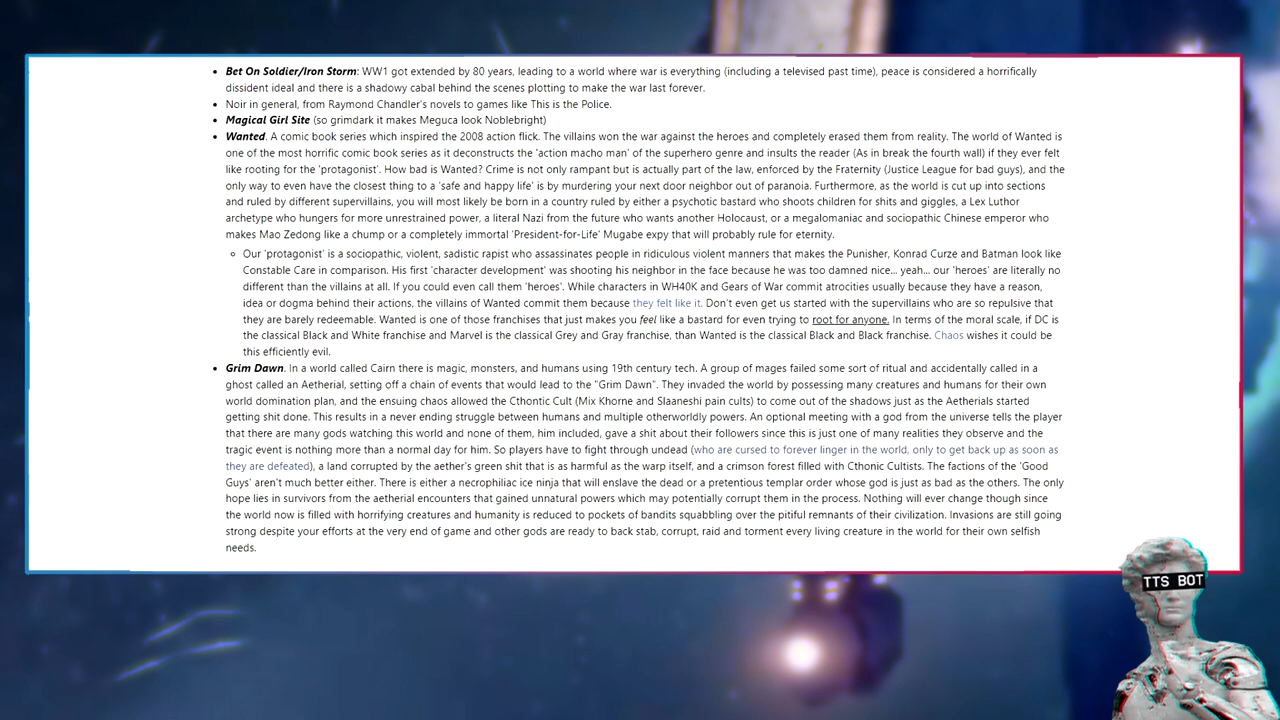 • Bet On Soldier/Iron Storm: WW1 got extended by 80 years, leading to a world where war is everything (including a televised past time), peace is considered a horrifically
dissident ideal and there is a shadowy cabal behind the scenes plotting to make the war last forever.
• Noir in general, from Raymond Chandler's novels to games like This is the Police.
• Magical Girl Site (so grimdark it makes Meguca look Noblebright)
• Wanted. A comic book series which inspired the 2008 action flick. The villains won the war against the heroes and completely erased them from reality. The world of Wanted is
one of the most horrific comic book series as it deconstructs the 'action macho man' of the superhero genre and insults the reader (As in break the fourth wall) if they ever felt
like rooting for the 'protagonist'. How bad is Wanted? Crime is not only rampant but is actually part of the law, enforced by the Fraternity (Justice League for bad guys), and the
only way to even have the closest thing to a 'safe and happy life' is by murdering your next door neighbor out of paranoia. Furthermore, as the world is cut up into sections
and ruled by different supervillains, you will most likely be born in a country ruled by either a psychotic bastard who shoots children for shits and giggles, a Lex Luthor
archetype who hungers for more unrestrained power, a literal Nazi from the future who wants another Holocaust, or a megalomaniac and sociopathic Chinese emperor who
makes Mao Zedong like a chump or a completely immortal 'President-for-Life' Mugabe expy that will probably rule for eternity.
◦ Our 'protagonist' is a sociopathic, violent, sadistic rapist who assassinates people in ridiculous violent manners that makes the Punisher, Konrad Curze and Batman look like
Constable Care in comparison. His first 'character development' was shooting his neighbor in the face because he was too damned nice... yeah... our 'heroes' are literally no
different than the villains at all. If you could even call them 'heroes'. While characters in WH40K and Gears of War commit atrocities usually because they have a reason,
idea or dogma behind their actions, the villains of Wanted commit them because they felt like it. Don't even get us started with the supervillains who are so repulsive that
they are barely redeemable. Wanted is one of those franchises that just makes you feel like a bastard for even trying to root for anyone. In terms of the moral scale, if DC is
the classical Black and White franchise and Marvel is the classical Grey and Gray franchise, than Wanted is the classical Black and Black franchise. Chaos wishes it could be
this efficiently evil.
• Grim Dawn. In a world called Cairn there is magic, monsters, and humans using 19th century tech. A group of mages failed some sort of ritual and accidentally called in a
ghost called an Aetherial, setting off a chain of events that would lead to the "Grim Dawn". They invaded the world by possessing many creatures and humans for their own
world domination plan, and the ensuing chaos allowed the Cthontic Cult (Mix Khorne and Slaaneshi pain cults) to come out of the shadows just as the Aetherials started
getting shit done. This results in a never ending struggle between humans and multiple otherworldly powers. An optional meeting with a god from the universe tells the player
that there are many gods watching this world and none of them, him included, gave a shit about their followers since this is just one of many realities they observe and the
tragic event is nothing more than a normal day for him. So players have to fight through undead (who are cursed to forever linger in the world, only to get back up as soon as
they are defeated), a land corrupted by the aether's green shit that is as harmful as the warp itself, and a crimson forest filled with Cthonic Cultists. The factions of the 'Good
Guys' aren't much better either. There is either a necrophiliac ice ninja that will enslave the dead or a pretentious templar order whose god is just as bad as the others. The only
hope lies in survivors from the aetherial encounters that gained unnatural powers which may potentially corrupt them in the process. Nothing will ever change though since
the world now is filled with horrifying creatures and humanity is reduced to pockets of bandits squabbling over the pitiful remnants of their civilization. Invasions are still going
strong despite your efforts at the very end of game and other gods are ready to back stab, corrupt, raid and torment every living creature in the world for their own selfish
needs.
TTS BOT